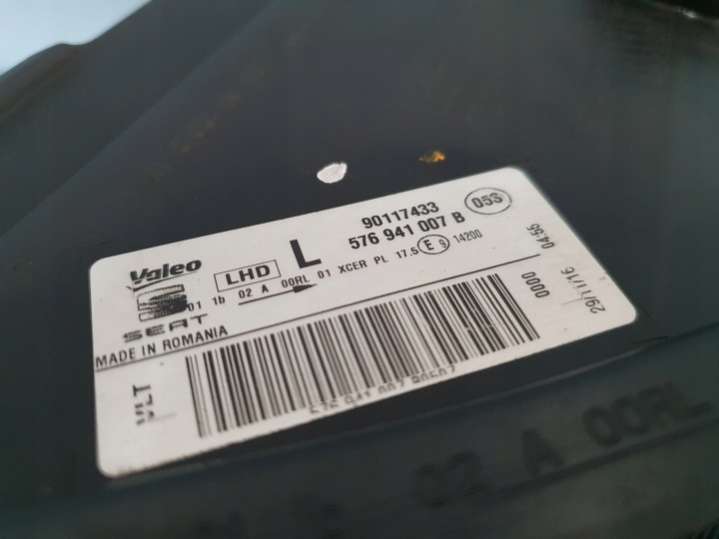 Valeo
LHD
L
90117433
576 941 007 B
05S
01 1b 02 A 00RL 01 XCER PL 17.5 E 9 14200
SEAT
MADE IN ROMANIA
VLT
0000 29/11/16 04:56
02 A 00RL